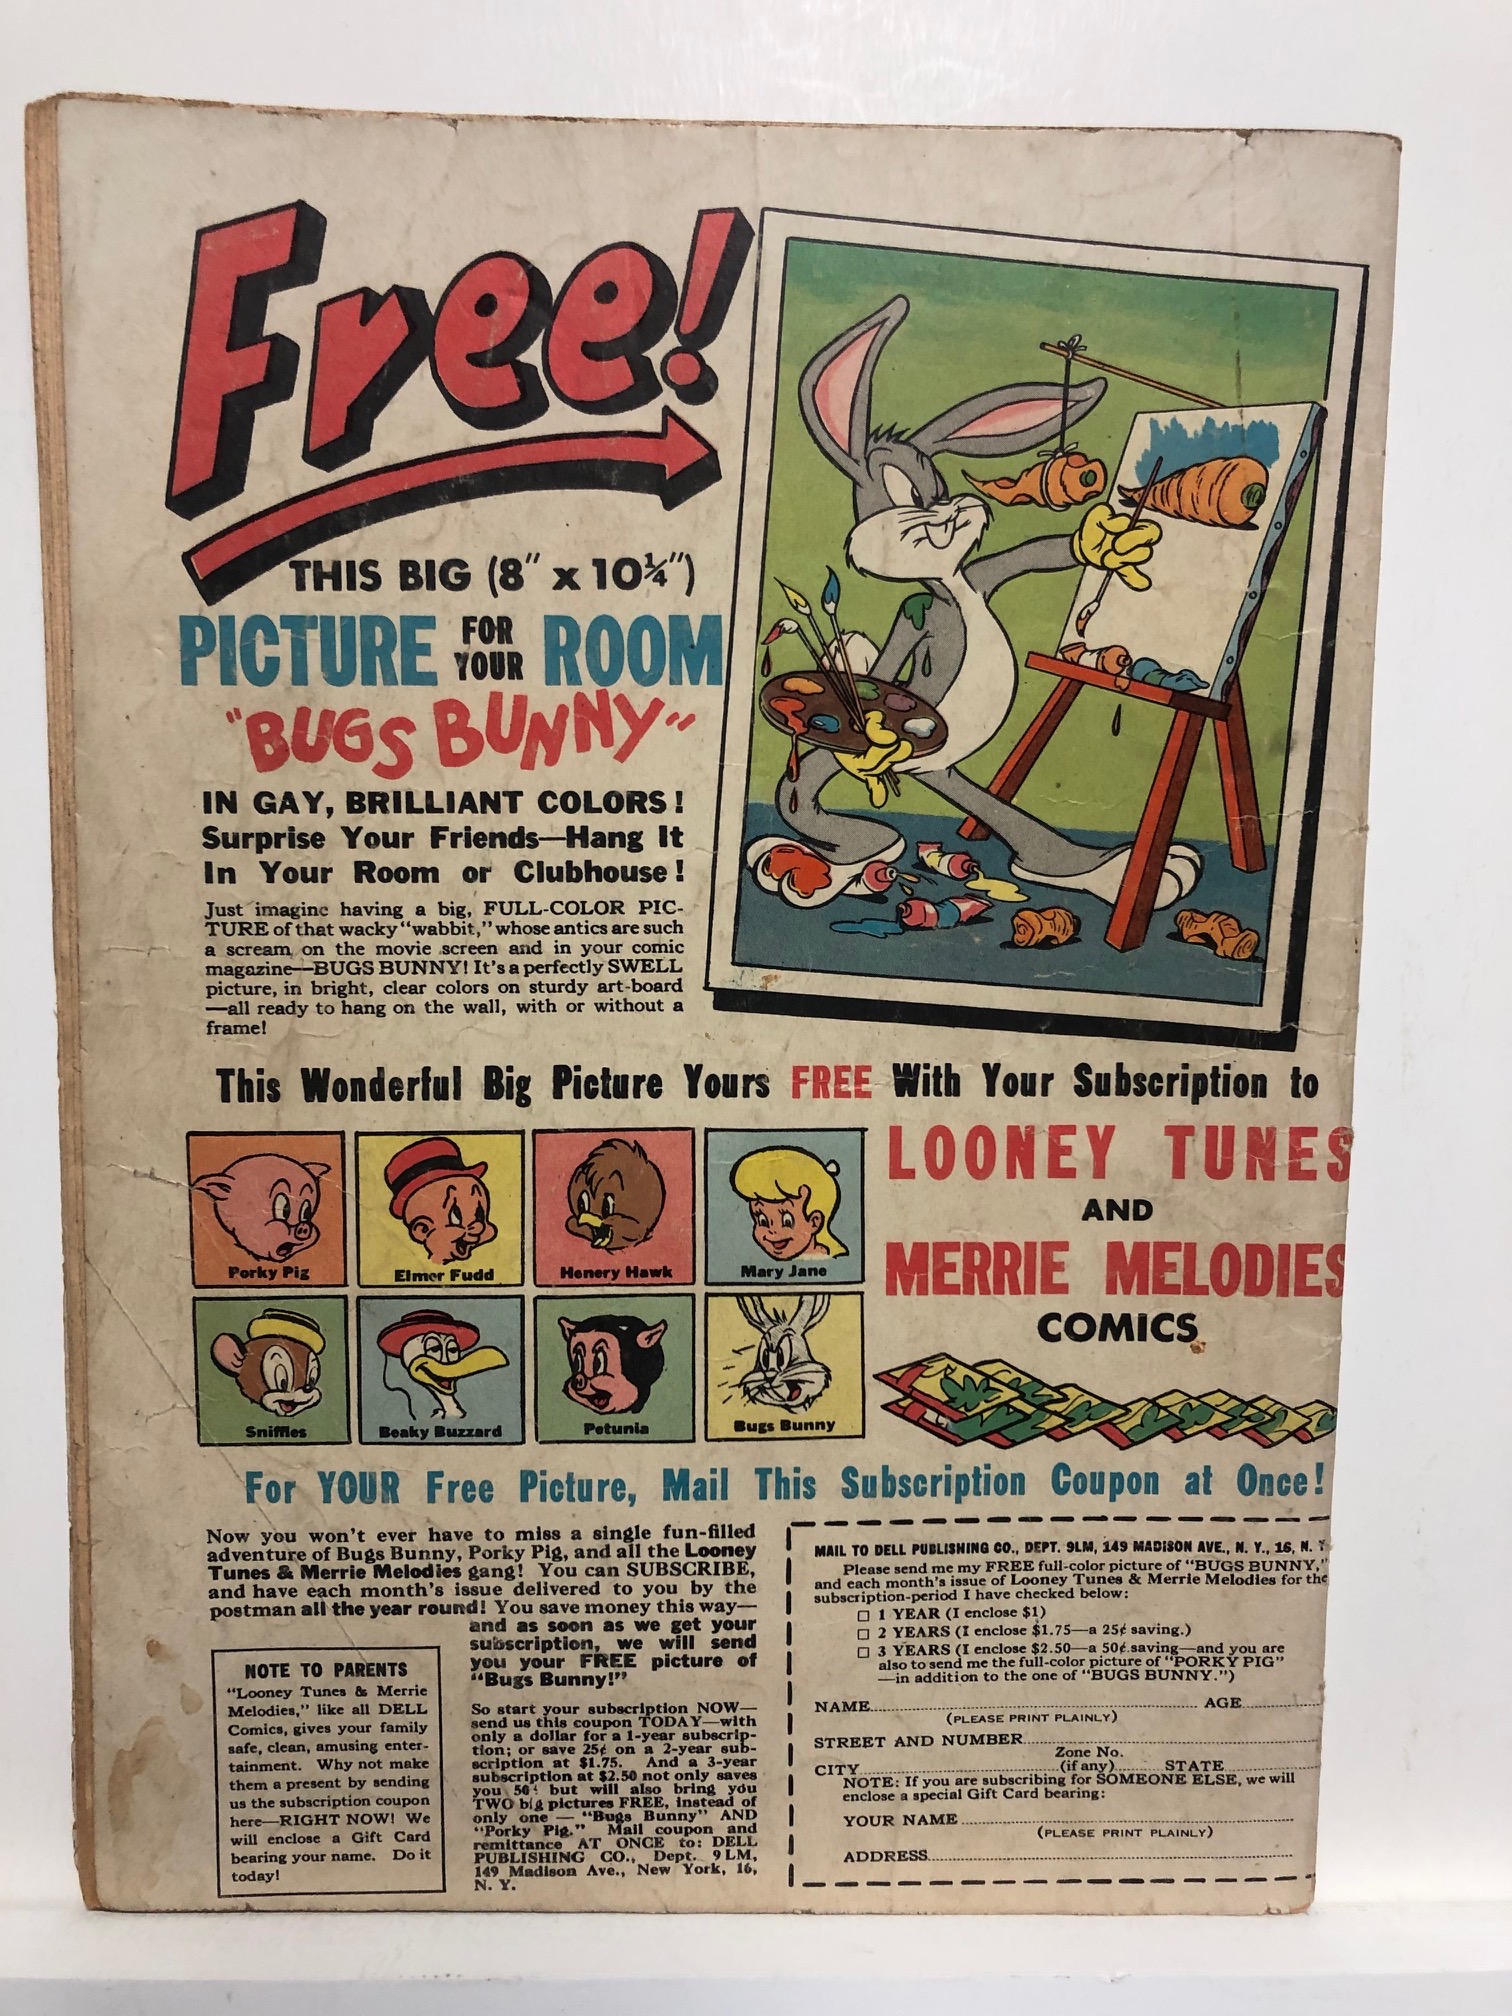 Free!
THIS BIG (8" x 10¼")
PICTURE FOR YOUR ROOM
"BUGS BUNNY"
IN GAY, BRILLIANT COLORS!
Surprise Your Friends—Hang It
In Your Room or Clubhouse!
Just imagine having a big, FULL-COLOR PIC-
TURE of that wacky "wabbit," whose antics are such
a scream on the movie screen and in your comic
magazine—BUGS BUNNY! It's a perfectly SWELL
picture, in bright, clear colors on sturdy art-board
—all ready to hang on the wall, with or without a
frame!
This Wonderful Big Picture Yours FREE With Your Subscription to
Porky Pig
Elmer Fudd
Henery Hawk
Mary Jane
Sniffles
Beaky Buzzard
Petunia
Bugs Bunny
LOONEY TUNES
AND
MERRIE MELODIES
COMICS
For YOUR Free Picture, Mail This Subscription Coupon at Once!
Now you won't ever have to miss a single fun-filled
adventure of Bugs Bunny, Porky Pig, and all the Looney
Tunes & Merrie Melodies gang! You can SUBSCRIBE,
and have each month's issue delivered to you by the
postman all the year round! You save money this way—
and as soon as we get your
subscription, we will send
you your FREE picture of
"Bugs Bunny!"
So start your subscription NOW—
send us this coupon TODAY—with
only a dollar for a 1-year subscrip-
tion; or save 25¢ on a 2-year sub-
scription at $1.75. And a 3-year
subscription at $2.50 not only saves
you 50¢ but will also bring you
TWO big pictures FREE, instead of
only one — "Bugs Bunny" AND
"Porky Pig." Mail coupon and
remittance AT ONCE to: DELL
PUBLISHING CO., Dept. 9LM,
149 Madison Ave., New York, 16,
N. Y.
NOTE TO PARENTS
"Looney Tunes & Merrie
Melodies," like all DELL
Comics, gives your family
safe, clean, amusing enter-
tainment. Why not make
them a present by sending
us the subscription coupon
here—RIGHT NOW! We
will enclose a Gift Card
bearing your name. Do it
today!
MAIL TO DELL PUBLISHING CO., DEPT. 9LM, 149 MADISON AVE., N. Y., 16, N. Y.
Please send me my FREE full-color picture of "BUGS BUNNY,"
and each month's issue of Looney Tunes & Merrie Melodies for the
subscription-period I have checked below:
☐ 1 YEAR (I enclose $1)
☐ 2 YEARS (I enclose $1.75—a 25¢ saving.)
☐ 3 YEARS (I enclose $2.50—a 50¢ saving—and you are
also to send me the full-color picture of "PORKY PIG"
—in addition to the one of "BUGS BUNNY.")
NAME AGE
(PLEASE PRINT PLAINLY)
STREET AND NUMBER
Zone No.
CITY (if any) STATE
NOTE: If you are subscribing for SOMEONE ELSE, we will
enclose a special Gift Card bearing:
YOUR NAME
(PLEASE PRINT PLAINLY)
ADDRESS